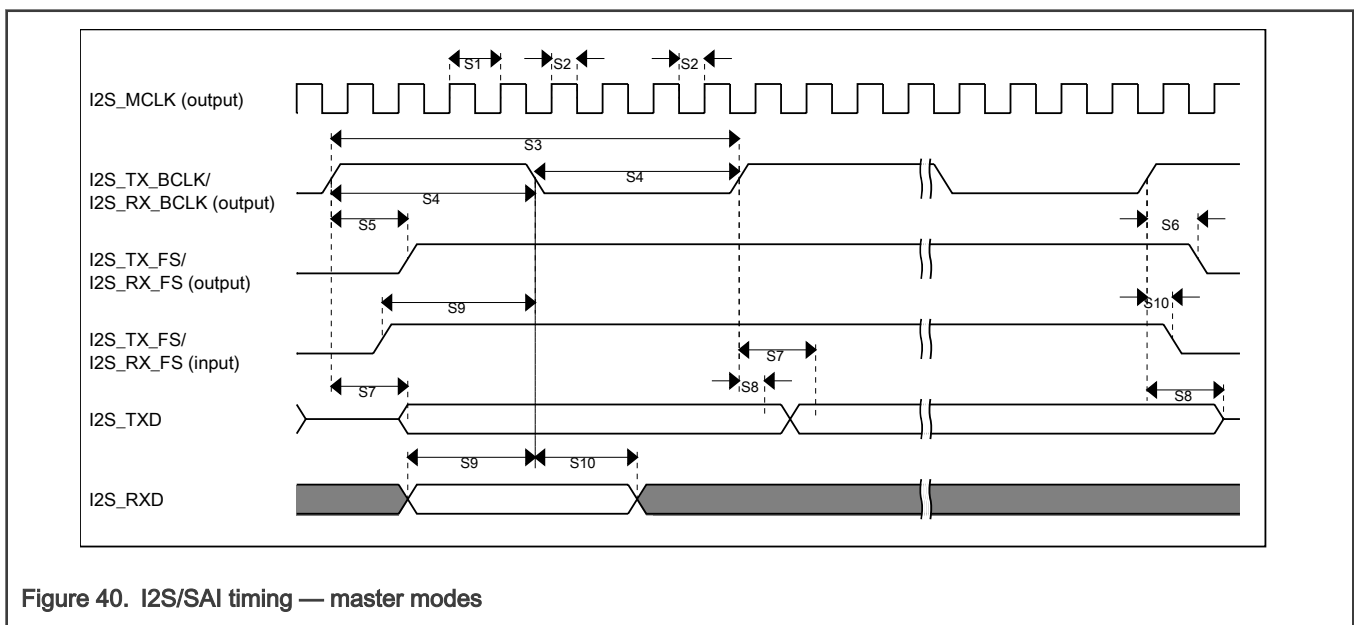 S1 S2 S2
I2S_MCLK (output)
S3
I2S_TX_BCLK/
I2S_RX_BCLK (output)
S4
S4
S5 S6
I2S_TX_FS/
I2S_RX_FS (output)
S9 S10
I2S_TX_FS/
I2S_RX_FS (input)
S7
S7 S8 S8
I2S_TXD
S9 S10
I2S_RXD
Figure 40. I2S/SAI timing — master modes